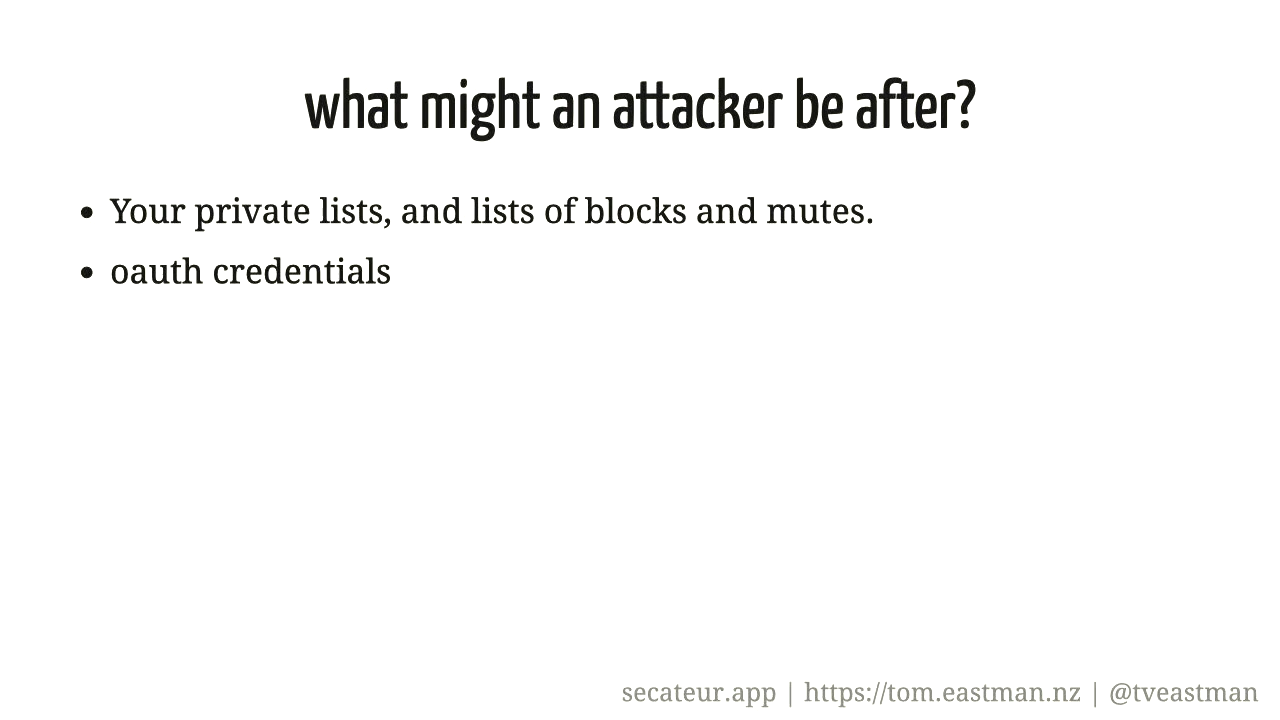 what might an attacker be after?
• Your private lists, and lists of blocks and mutes.
• oauth credentials
secateur.app | https://tom.eastman.nz | @tveastman